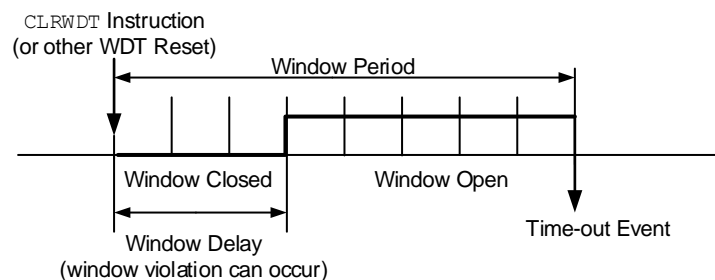 CLRWDT Instruction
(or other WDT Reset)
Window Period
Window Closed
Window Open
Time-out Event
Window Delay
(window violation can occur)